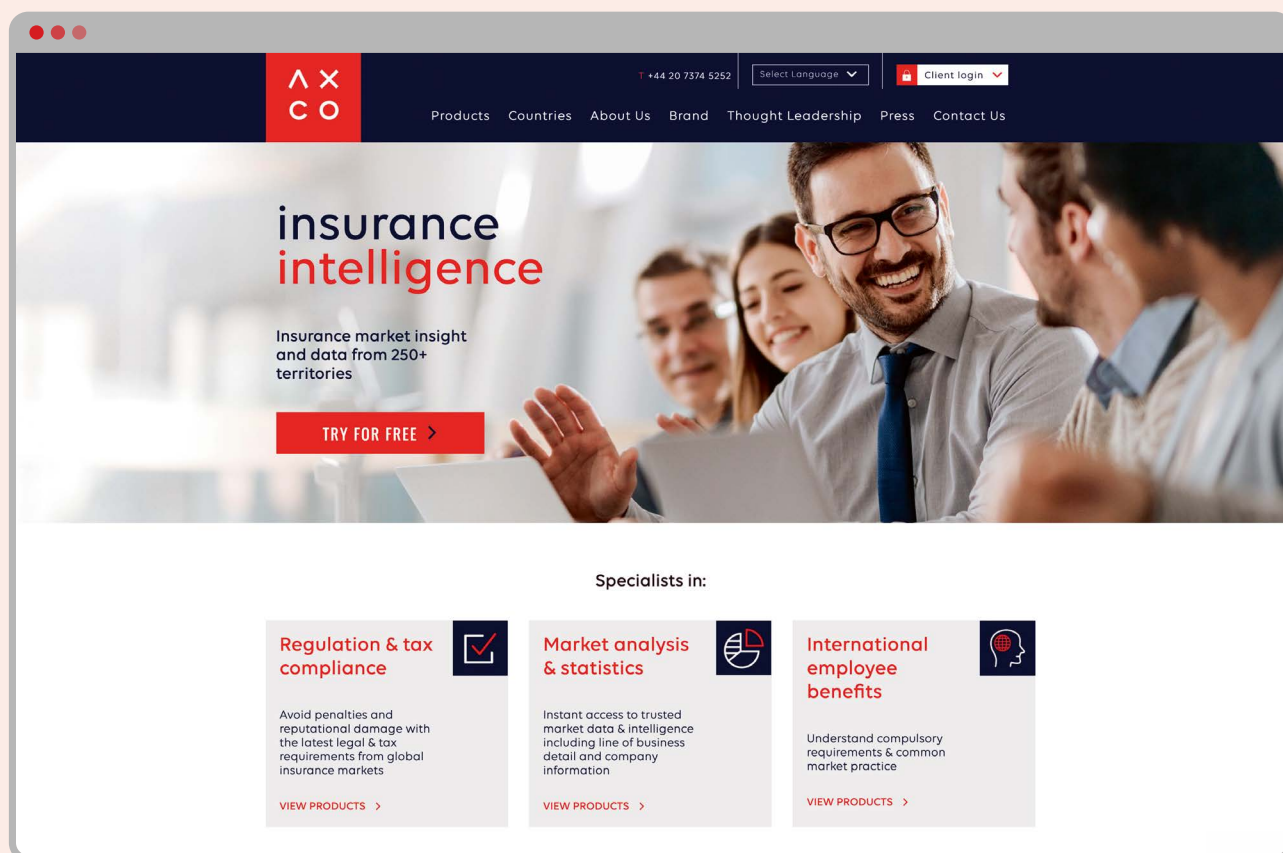 AX
CO
T +44 20 7374 5252
Select Language
Client login
Products Countries About Us Brand Thought Leadership Press Contact Us
insurance
intelligence
Insurance market insight
and data from 250+
territories
TRY FOR FREE
Specialists in:
Regulation & tax
compliance
Avoid penalties and
reputational damage with
the latest legal & tax
requirements from global
insurance markets
VIEW PRODUCTS
Market analysis
& statistics
Instant access to trusted
market data & intelligence
including line of business
detail and company
information
VIEW PRODUCTS
International
employee
benefits
Understand compulsory
requirements & common
market practice
VIEW PRODUCTS